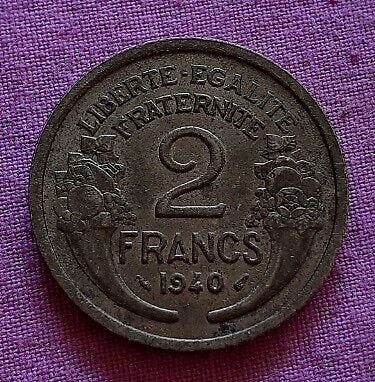 LIBERTE·EGALITE
FRATERNITE
2
FRANCS
1940